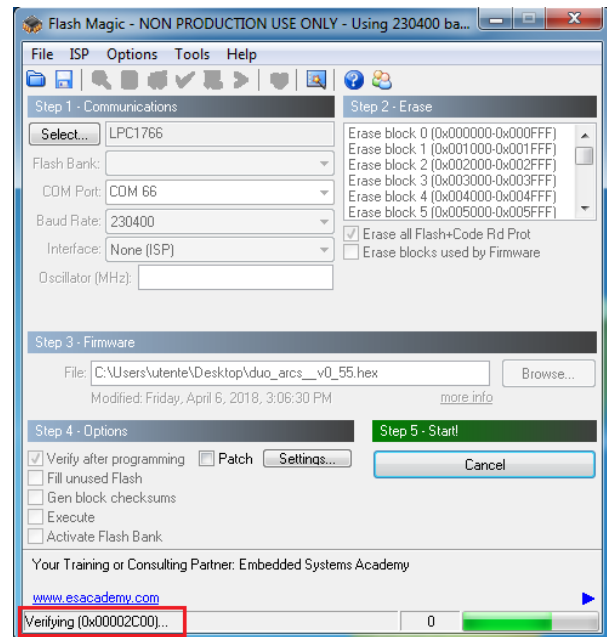 Flash Magic - NON PRODUCTION USE ONLY - Using 230400 ba...
File ISP Options Tools Help
Step 1 - Communications
Select... LPC1766
Flash Bank:
COM Port: COM 66
Baud Rate: 230400
Interface: None (ISP)
Oscillator (MHz):
Step 2 - Erase
Erase block 0 (0x000000-0x000FFF)
Erase block 1 (0x001000-0x001FFF)
Erase block 2 (0x002000-0x002FFF)
Erase block 3 (0x003000-0x003FFF)
Erase block 4 (0x004000-0x004FFF)
Erase block 5 (0x005000-0x005FFF)
Erase all Flash+Code Rd Prot
Erase blocks used by Firmware
Step 3 - Firmware
File: C:\Users\utente\Desktop\duo_arcs__v0_55.hex Browse...
Modified: Friday, April 6, 2018, 3:06:30 PM more info
Step 4 - Options
Verify after programming Patch Settings...
Fill unused Flash
Gen block checksums
Execute
Activate Flash Bank
Step 5 - Start!
Cancel
Your Training or Consulting Partner: Embedded Systems Academy
www.esacademy.com
Verifying (0x00002C00)... 0